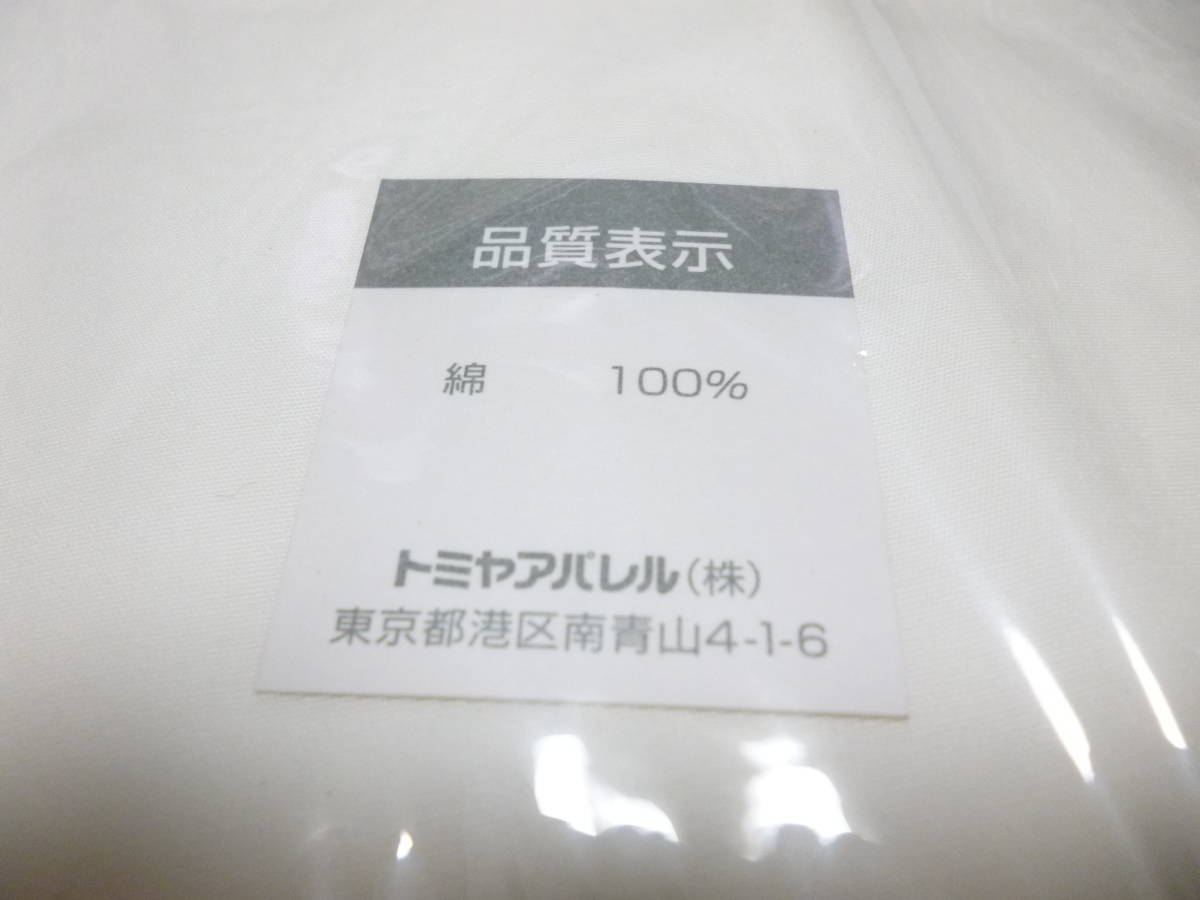 品質表示
綿 100%
トミヤアパレル(株)
東京都港区南青山4-1-6